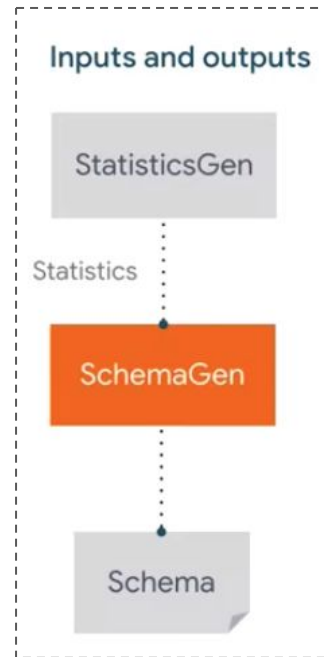 Inputs and outputs
StatisticsGen
Statistics
SchemaGen
Schema